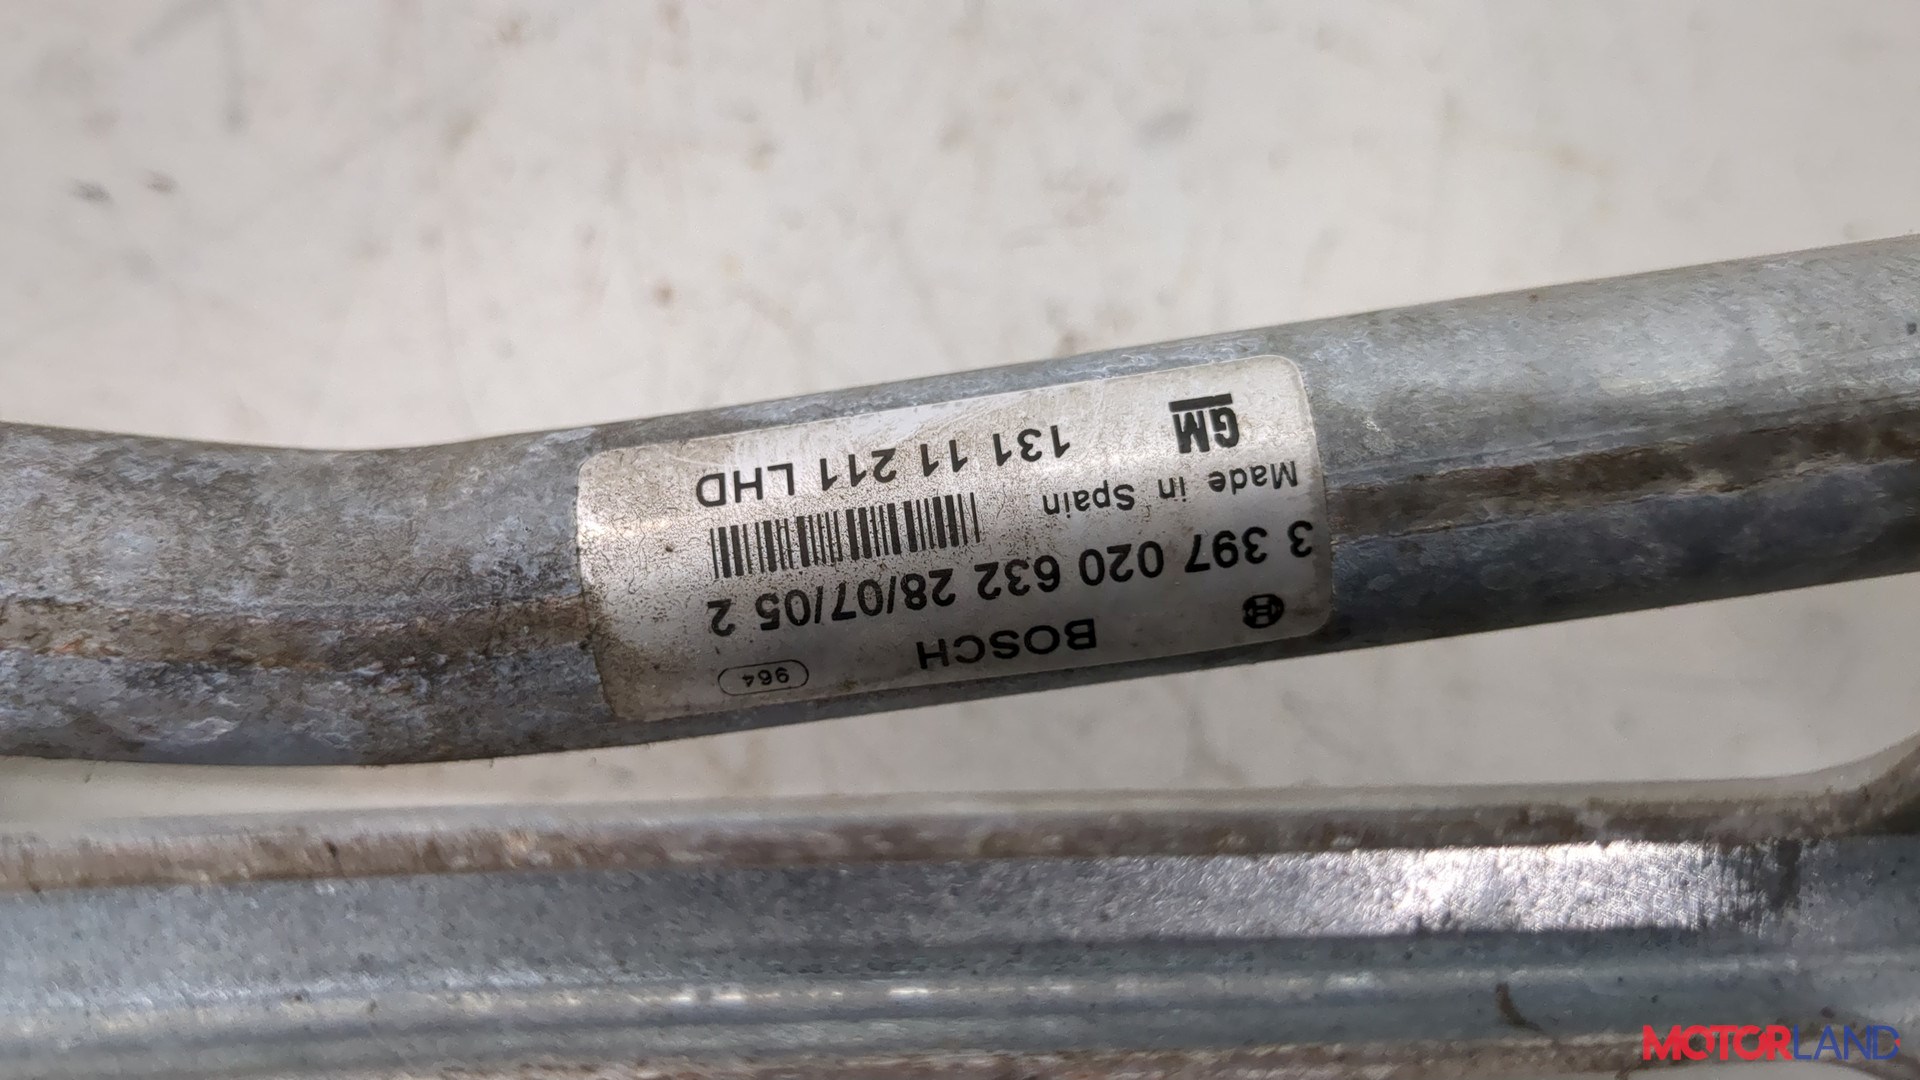 964
BOSCH
3 397 020 632 28/07/05 2
Made in Spain
GM
131 11 211 LHD
MOTORLAND